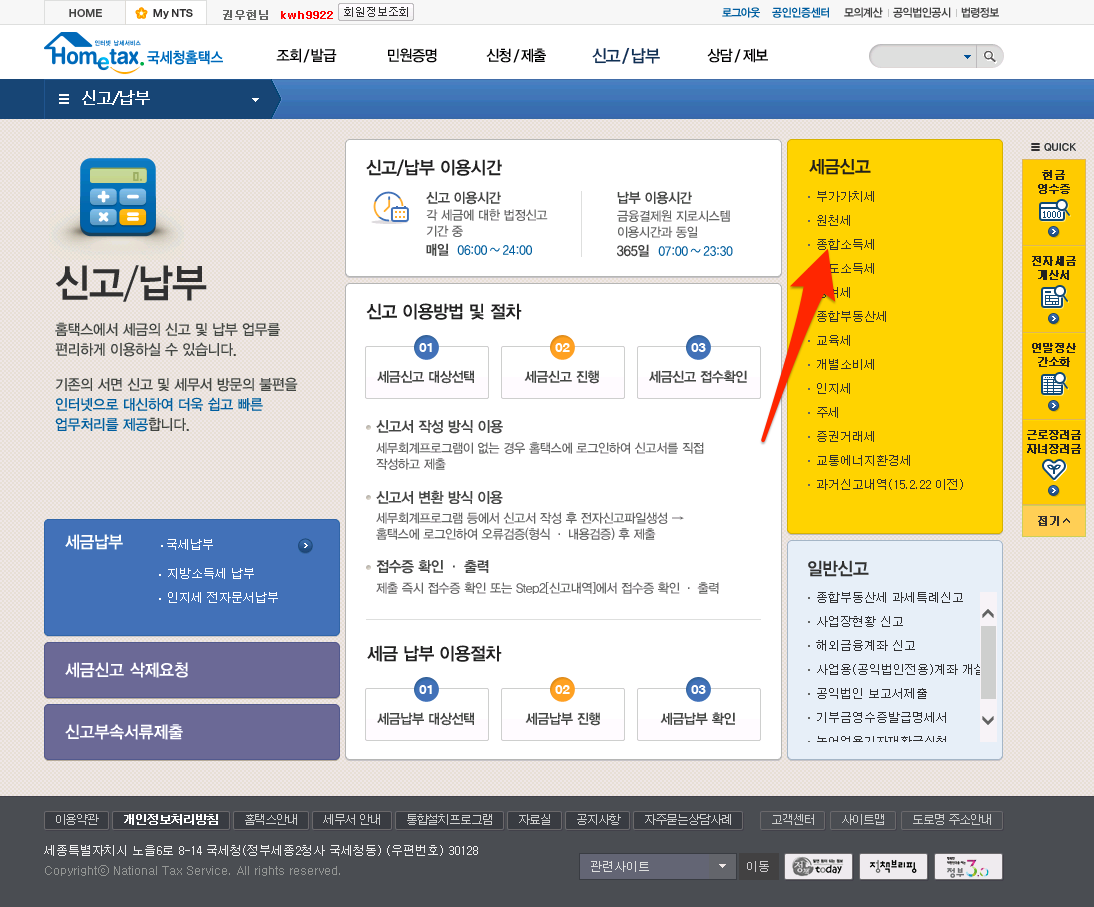 HOME
My NTS
권우현님 kwh9922 회원정보조회
로그아웃 공인인증센터 모의계산 공익법인공시 법령정보
인터넷 납세서비스
Hometax. 국세청홈택스
조회/발급 민원증명 신청/제출 신고/납부 상담/제보
신고/납부
신고/납부
홈택스에서 세금의 신고 및 납부 업무를
편리하게 이용하실 수 있습니다.
기존의 서면 신고 및 세무서 방문의 불편을
인터넷으로 대신하여 더욱 쉽고 빠른
업무처리를 제공합니다.
세금납부
· 국세납부
· 지방소득세 납부
· 인지세 전자문서납부
세금신고 삭제요청
신고부속서류제출
신고/납부 이용시간
신고 이용시간
각 세금에 대한 법정신고
기간 중
매일 06:00 ~ 24:00
납부 이용시간
금융결제원 지로시스템
이용시간과 동일
365일 07:00 ~ 23:30
신고 이용방법 및 절차
01 02 03
세금신고 대상선택 세금신고 진행 세금신고 접수확인
신고서 작성 방식 이용
세무회계프로그램이 없는 경우 홈택스에 로그인하여 신고서를 직접
작성하고 제출
신고서 변환 방식 이용
세무회계프로그램 등에서 신고서 작성 후 전자신고파일생성 →
홈택스에 로그인하여 오류검증(형식 · 내용검증) 후 제출
접수증 확인 · 출력
제출 즉시 접수증 확인 또는 Step2[신고내역]에서 접수증 확인 · 출력
세금 납부 이용절차
01 02 03
세금납부 대상선택 세금납부 진행 세금납부 확인
세금신고
· 부가가치세
· 원천세
· 종합소득세
도소득세
세
종합부동산세
· 교육세
· 개별소비세
· 인지세
· 주세
· 증권거래세
· 교통에너지환경세
· 과거신고내역(15.2.22 이전)
일반신고
· 종합부동산세 과세특례신고
· 사업장현황 신고
· 해외금융계좌 신고
· 사업용(공익법인전용)계좌 개설
· 공익법인 보고서제출
· 기부금영수증발급명세서
QUICK
현금
영수증
1000
전자세금
계산서
연말정산
간소화
근로장려금
자녀장려금
접기
이용약관 개인정보처리방침 홈택스안내 세무서 안내 통합설치프로그램 자료실 공지사항 자주묻는상담사례 고객센터 사이트맵 도로명 주소안내
세종특별자치시 노을6로 8-14 국세청(정부세종2청사 국세청동) (우편번호) 30128
Copyrightⓒ National Tax Service. All rights reserved.
관련사이트 이동
정보 today
정책브리핑
정부 3.0